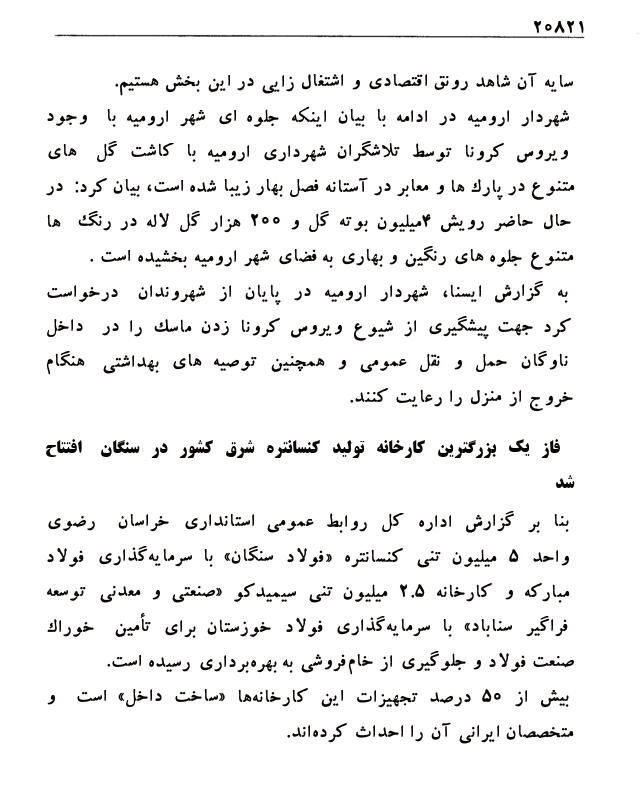 ۲۰۸۲۱
سایه آن شاهد رونق اقتصادی و اشتغال زایی در این بخش هستیم.
شهردار ارومیه در ادامه با بیان اینکه جلوه ای شهر ارومیه با وجود
ویروس کرونا توسط تلاشگران شهرداری ارومیه با کاشت گل های
متنوع در پارك ها و معابر در آستانه فصل بهار زیبا شده است، بیان کرد: در
حال حاضر رویش ۴میلیون بوته گل و ۲۰۰ هزار گل لاله در رنگ ها
متنوع جلوه های رنگین و بهاری به فضای شهر ارومیه بخشیده است .
به گزارش ایسنا، شهردار ارومیه در پایان از شهروندان درخواست
کرد جهت پیشگیری از شیوع ویروس کرونا زدن ماسك را در داخل
ناوگان حمل و نقل عمومی و همچنین توصیه های بهداشتی هنگام
خروج از منزل را رعایت کنند.
فاز یک بزرگترین کارخانه تولید کنسانتره شرق کشور در سنگان افتتاح
شد
بنا بر گزارش اداره کل روابط عمومی استانداری خراسان رضوی
واحد ۵ میلیون تنی کنسانتره «فولاد سنگان» با سرمایه‌گذاری فولاد
مبارکه و کارخانه ۲.۵ میلیون تنی سیمیدکو «صنعتی و معدنی توسعه
فراگیر سناباد» با سرمایه‌گذاری فولاد خوزستان برای تأمین خوراك
صنعت فولاد و جلوگیری از خام‌فروشی به بهره‌برداری رسیده است.
بیش از ۵۰ درصد تجهیزات این کارخانه‌ها «ساخت داخل» است و
متخصصان ایرانی آن را احداث کرده‌اند.